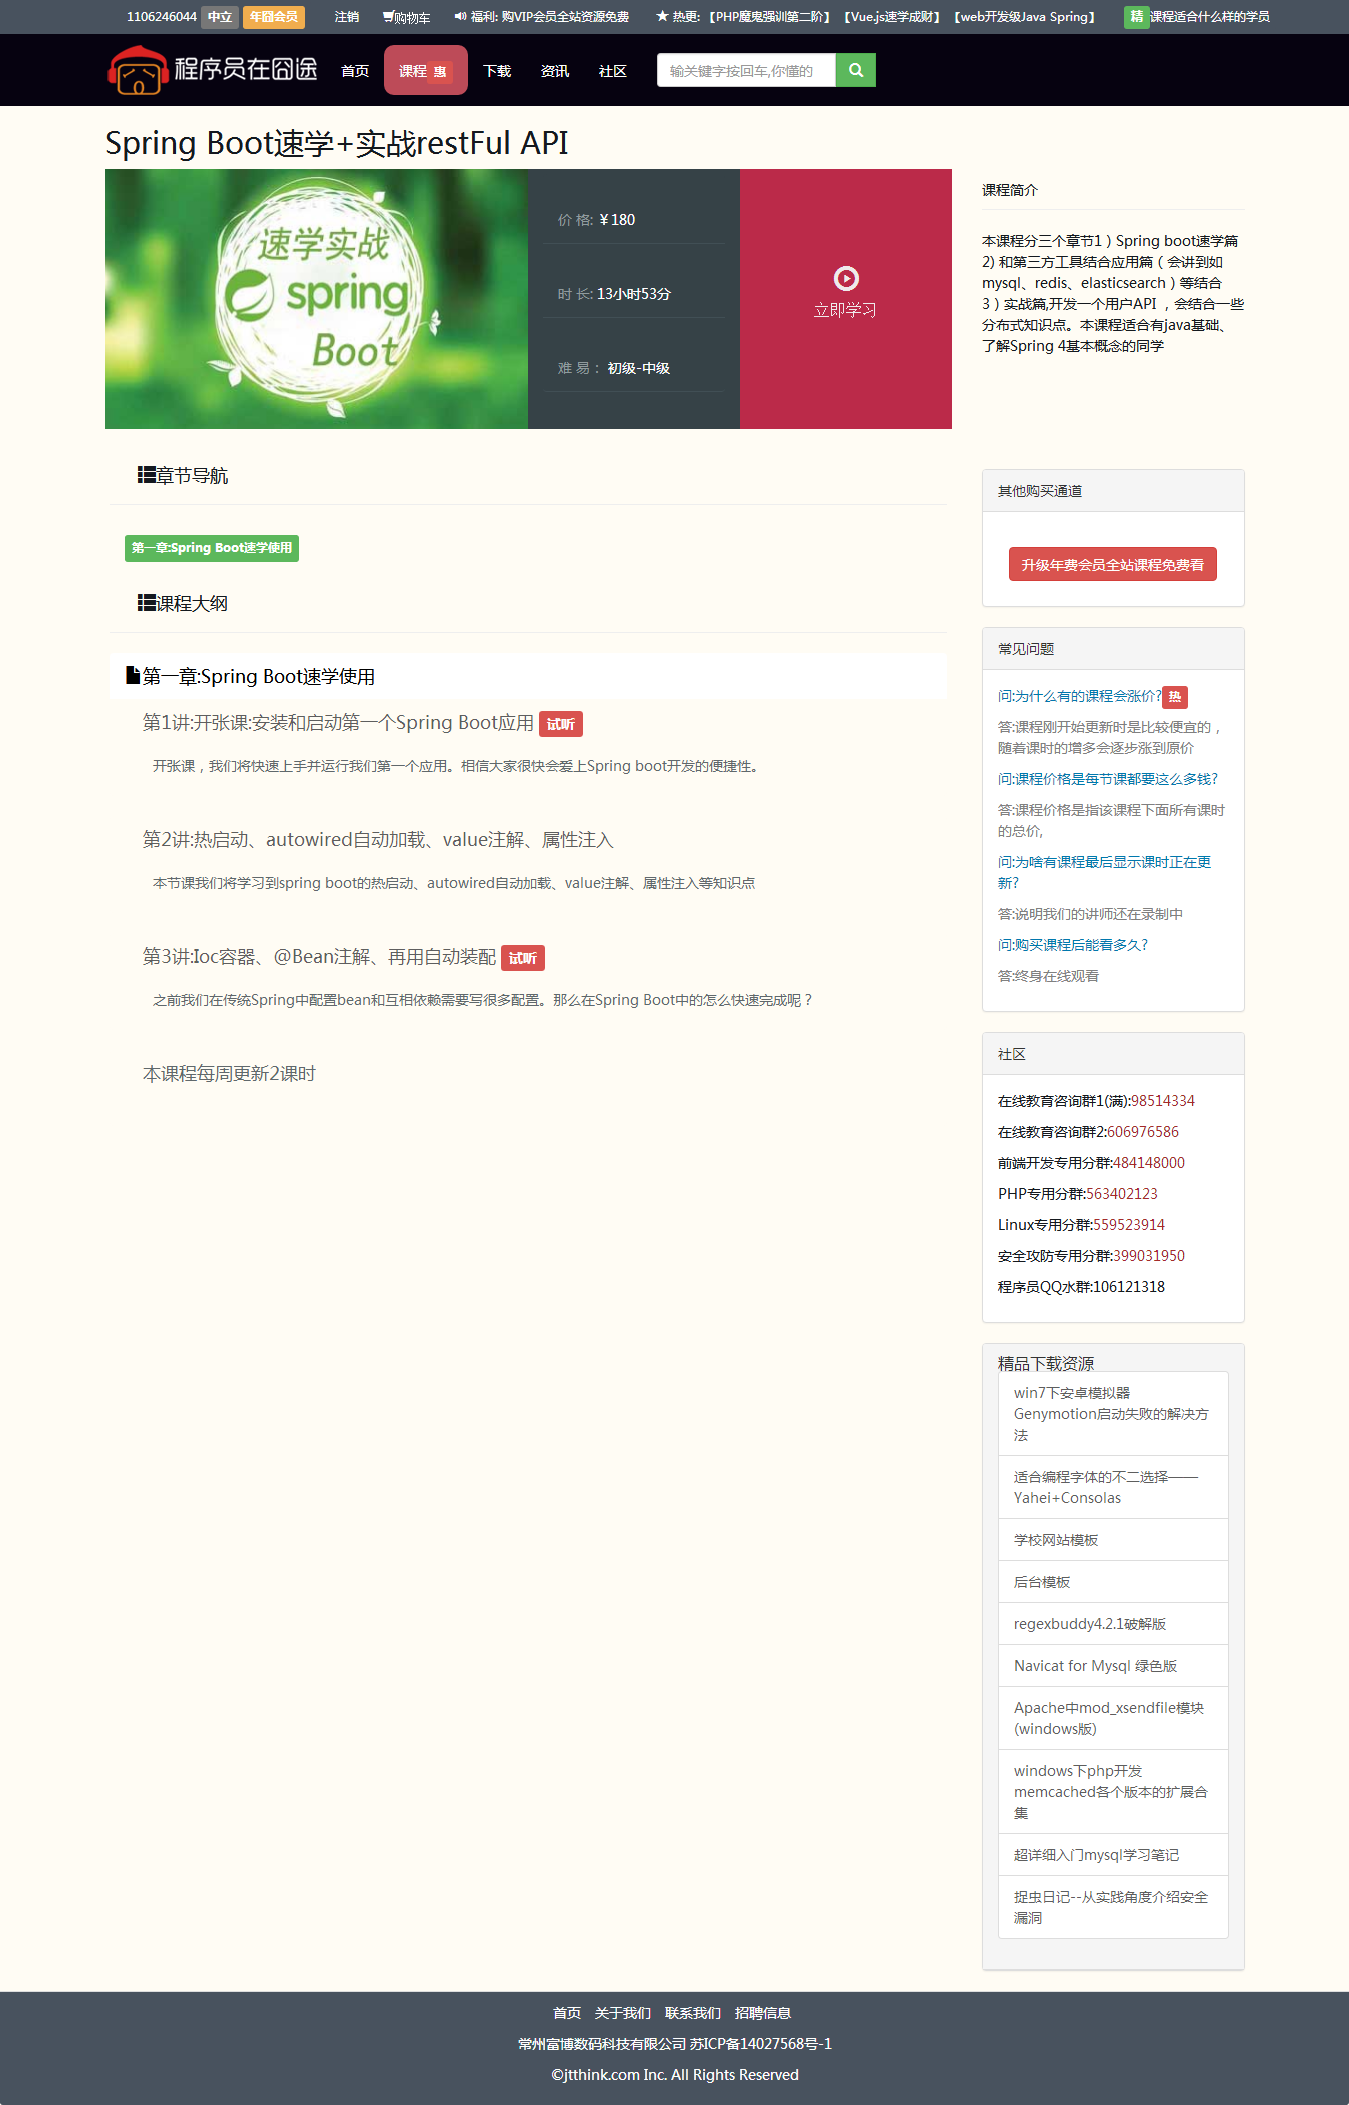 1106246044 中立 年囧会员 注销 购物车 福利: 购VIP会员全站资源免费 ★ 热更: 【PHP魔鬼强训第二阶】 【Vue.js速学成财】 【web开发级Java Spring】 精 课程适合什么样的学员
程序员在囧途 首页 课程 惠 下载 资讯 社区 输关键字按回车,你懂的
Spring Boot速学+实战restFul API
速学实战
spring
Boot
价 格: ¥180
时 长: 13小时53分
难 易： 初级-中级
立即学习
课程简介
本课程分三个章节1）Spring boot速学篇
2) 和第三方工具结合应用篇（会讲到如
mysql、redis、elasticsearch）等结合
3）实战篇,开发一个用户API ，会结合一些
分布式知识点。本课程适合有java基础、
了解Spring 4基本概念的同学
章节导航
第一章:Spring Boot速学使用
课程大纲
第一章:Spring Boot速学使用
第1讲:开张课:安装和启动第一个Spring Boot应用 试听
开张课，我们将快速上手并运行我们第一个应用。相信大家很快会爱上Spring boot开发的便捷性。
第2讲:热启动、autowired自动加载、value注解、属性注入
本节课我们将学习到spring boot的热启动、autowired自动加载、value注解、属性注入等知识点
第3讲:Ioc容器、@Bean注解、再用自动装配 试听
之前我们在传统Spring中配置bean和互相依赖需要写很多配置。那么在Spring Boot中的怎么快速完成呢？
本课程每周更新2课时
其他购买通道
升级年费会员全站课程免费看
常见问题
问:为什么有的课程会涨价? 热
答:课程刚开始更新时是比较便宜的，
随着课时的增多会逐步涨到原价
问:课程价格是每节课都要这么多钱?
答:课程价格是指该课程下面所有课时
的总价,
问:为啥有课程最后显示课时正在更
新?
答:说明我们的讲师还在录制中
问:购买课程后能看多久?
答:终身在线观看
社区
在线教育咨询群1(满):98514334
在线教育咨询群2:606976586
前端开发专用分群:484148000
PHP专用分群:563402123
Linux专用分群:559523914
安全攻防专用分群:399031950
程序员QQ水群:106121318
精品下载资源
win7下安卓模拟器
Genymotion启动失败的解决方
法
适合编程字体的不二选择——
Yahei+Consolas
学校网站模板
后台模板
regexbuddy4.2.1破解版
Navicat for Mysql 绿色版
Apache中mod_xsendfile模块
(windows版)
windows下php开发
memcached各个版本的扩展合
集
超详细入门mysql学习笔记
捉虫日记--从实践角度介绍安全
漏洞
首页 关于我们 联系我们 招聘信息
常州富博数码科技有限公司 苏ICP备14027568号-1
©jtthink.com Inc. All Rights Reserved